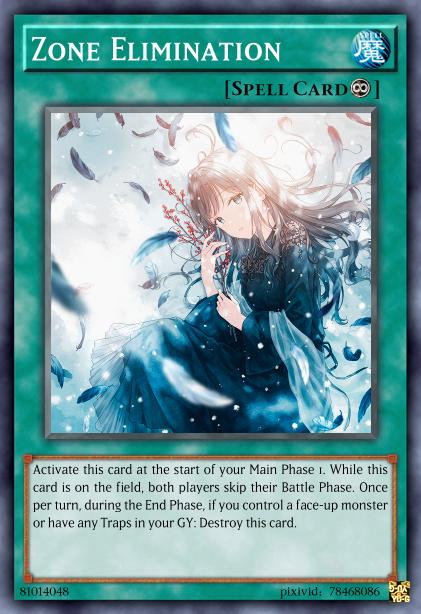 Zone Elimination
SPELL
魔
[Spell Card]
Activate this card at the start of your Main Phase 1. While this
card is on the field, both players skip their Battle Phase. Once
per turn, during the End Phase, if you control a face-up monster
or have any Traps in your GY: Destroy this card.
81014048
pixivid: 78468086